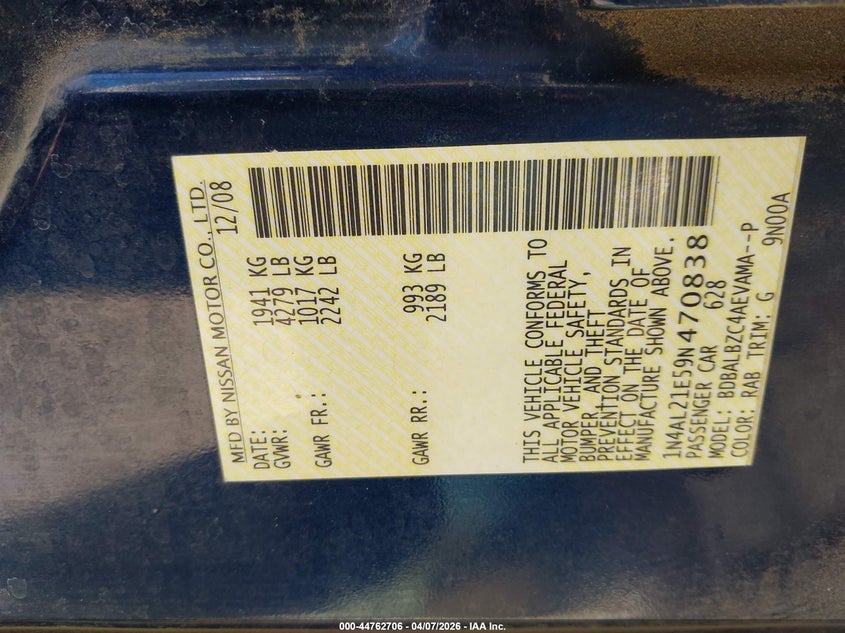 MFD BY NISSAN MOTOR CO., LTD.
DATE: 12/08
GVWR: 1941 KG
4279 LB
GAWR FR.: 1017 KG
2242 LB
GAWR RR.: 993 KG
2189 LB
THIS VEHICLE CONFORMS TO
ALL APPLICABLE FEDERAL
MOTOR VEHICLE SAFETY,
BUMPER, AND THEFT
PREVENTION STANDARDS IN
EFFECT ON THE DATE OF
MANUFACTURE SHOWN ABOVE.
1N4AL21E59N470838
PASSENGER CAR 628
MODEL: BDBALBZC4AEVAMA--P
COLOR: RAB TRIM: G 9N00A
000-44762706 - 04/07/2026 - IAA Inc.